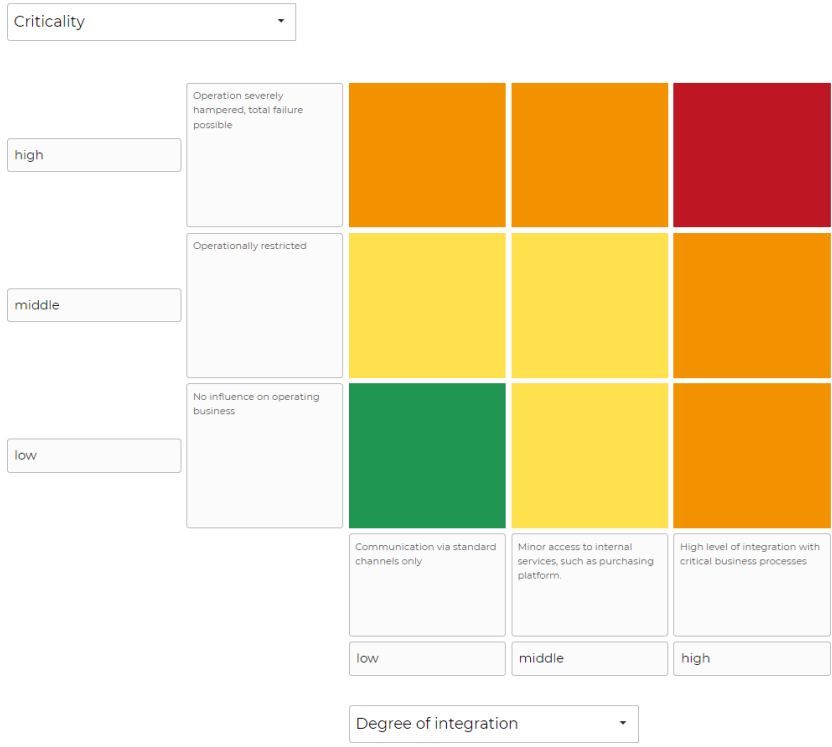 Criticality
Operation severely
hampered, total failure
possible
high
Operationally restricted
middle
No influence on operating
business
low
Communication via standard
channels only
Minor access to internal
services, such as purchasing
platform.
High level of integration with
critical business processes
low
middle
high
Degree of integration